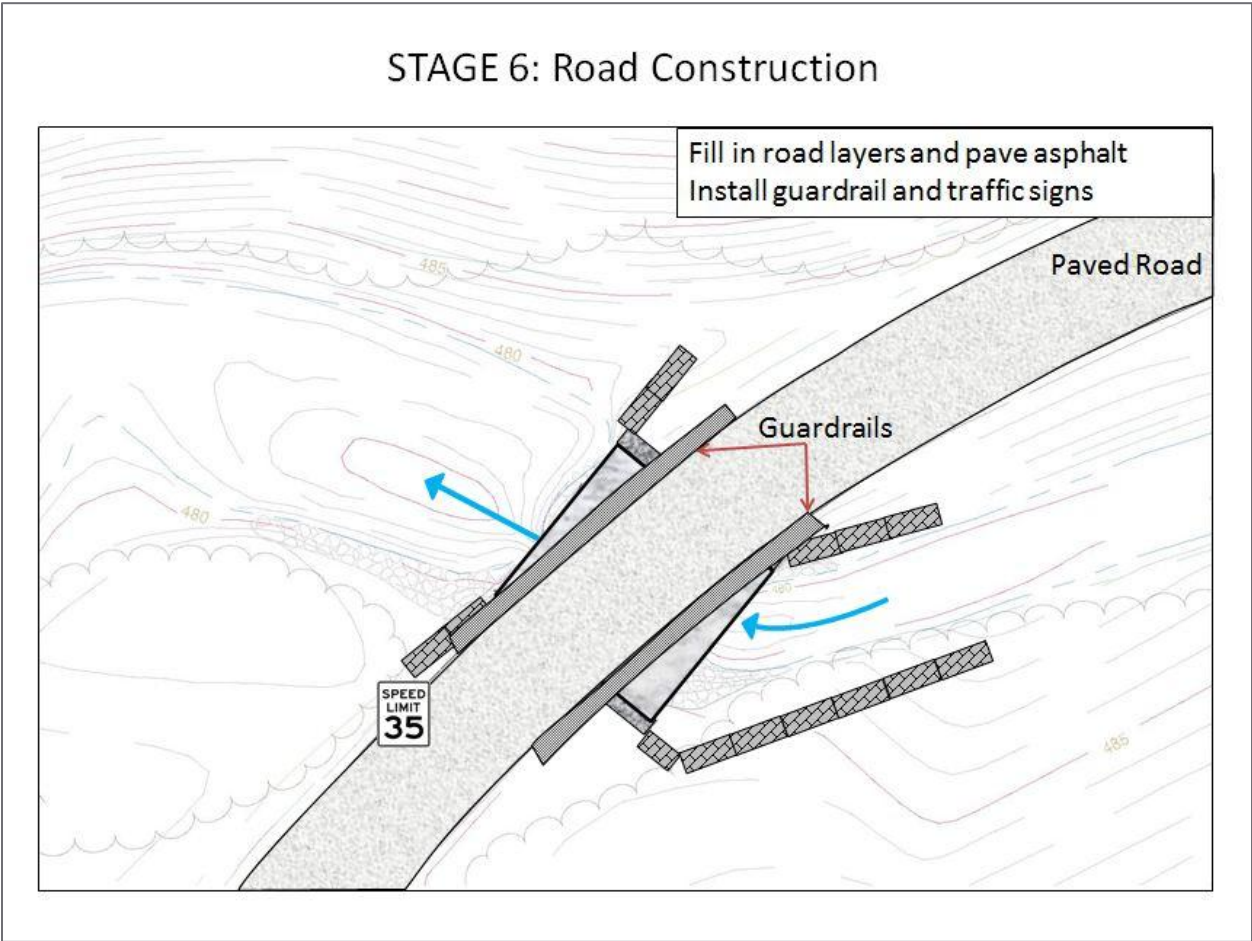 STAGE 6: Road Construction
Fill in road layers and pave asphalt
Install guardrail and traffic signs
Paved Road
485
480
Guardrails
480
480
SPEED
LIMIT
35
485